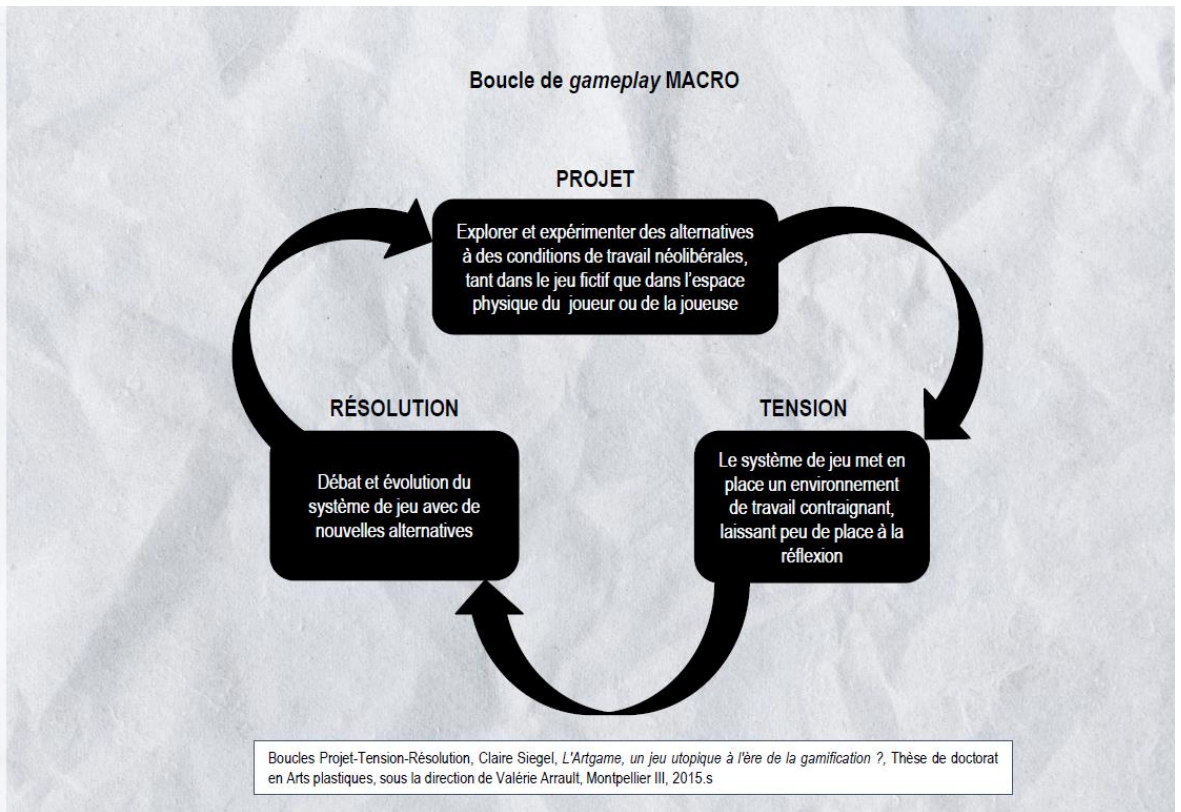 Boucle de gameplay MACRO
PROJET
Explorer et expérimenter des alternatives
à des conditions de travail néolibérales,
tant dans le jeu fictif que dans l'espace
physique du joueur ou de la joueuse
RÉSOLUTION
Débat et évolution du
système de jeu avec de
nouvelles alternatives
TENSION
Le système de jeu met en
place un environnement
de travail contraignant,
laissant peu de place à la
réflexion
Boucles Projet-Tension-Résolution, Claire Siegel, L'Artgame, un jeu utopique à l'ère de la gamification ?, Thèse de doctorat
en Arts plastiques, sous la direction de Valérie Arrault, Montpellier III, 2015.s